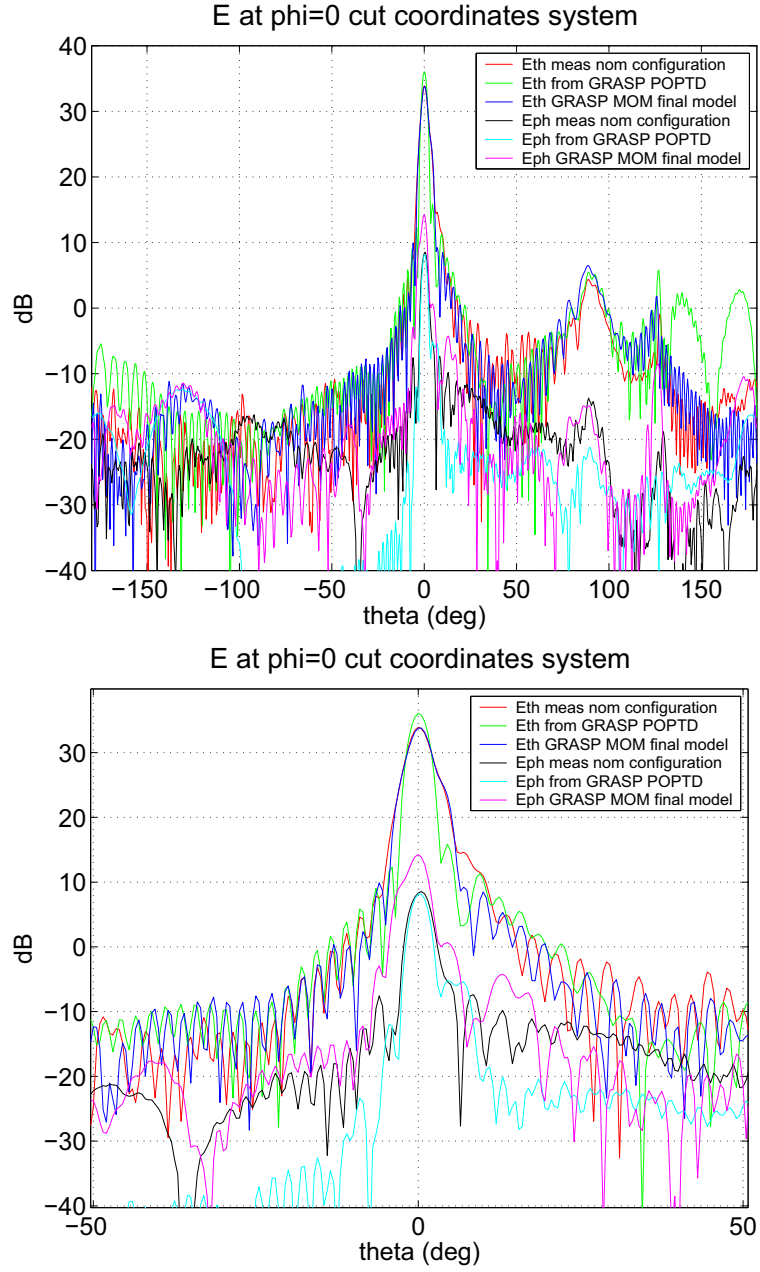 E at phi=0 cut coordinates system
40
30
20
10
0
−10
−20
−30
−40
dB
Eth meas nom configuration
Eth from GRASP POPTD
Eth GRASP MOM final model
Eph meas nom configuration
Eph from GRASP POPTD
Eph GRASP MOM final model
−150
−100
−50
0
50
100
150
theta (deg)
E at phi=0 cut coordinates system
30
20
10
0
−10
−20
−30
−40
dB
Eth meas nom configuration
Eth from GRASP POPTD
Eth GRASP MOM final model
Eph meas nom configuration
Eph from GRASP POPTD
Eph GRASP MOM final model
−50
0
50
theta (deg)